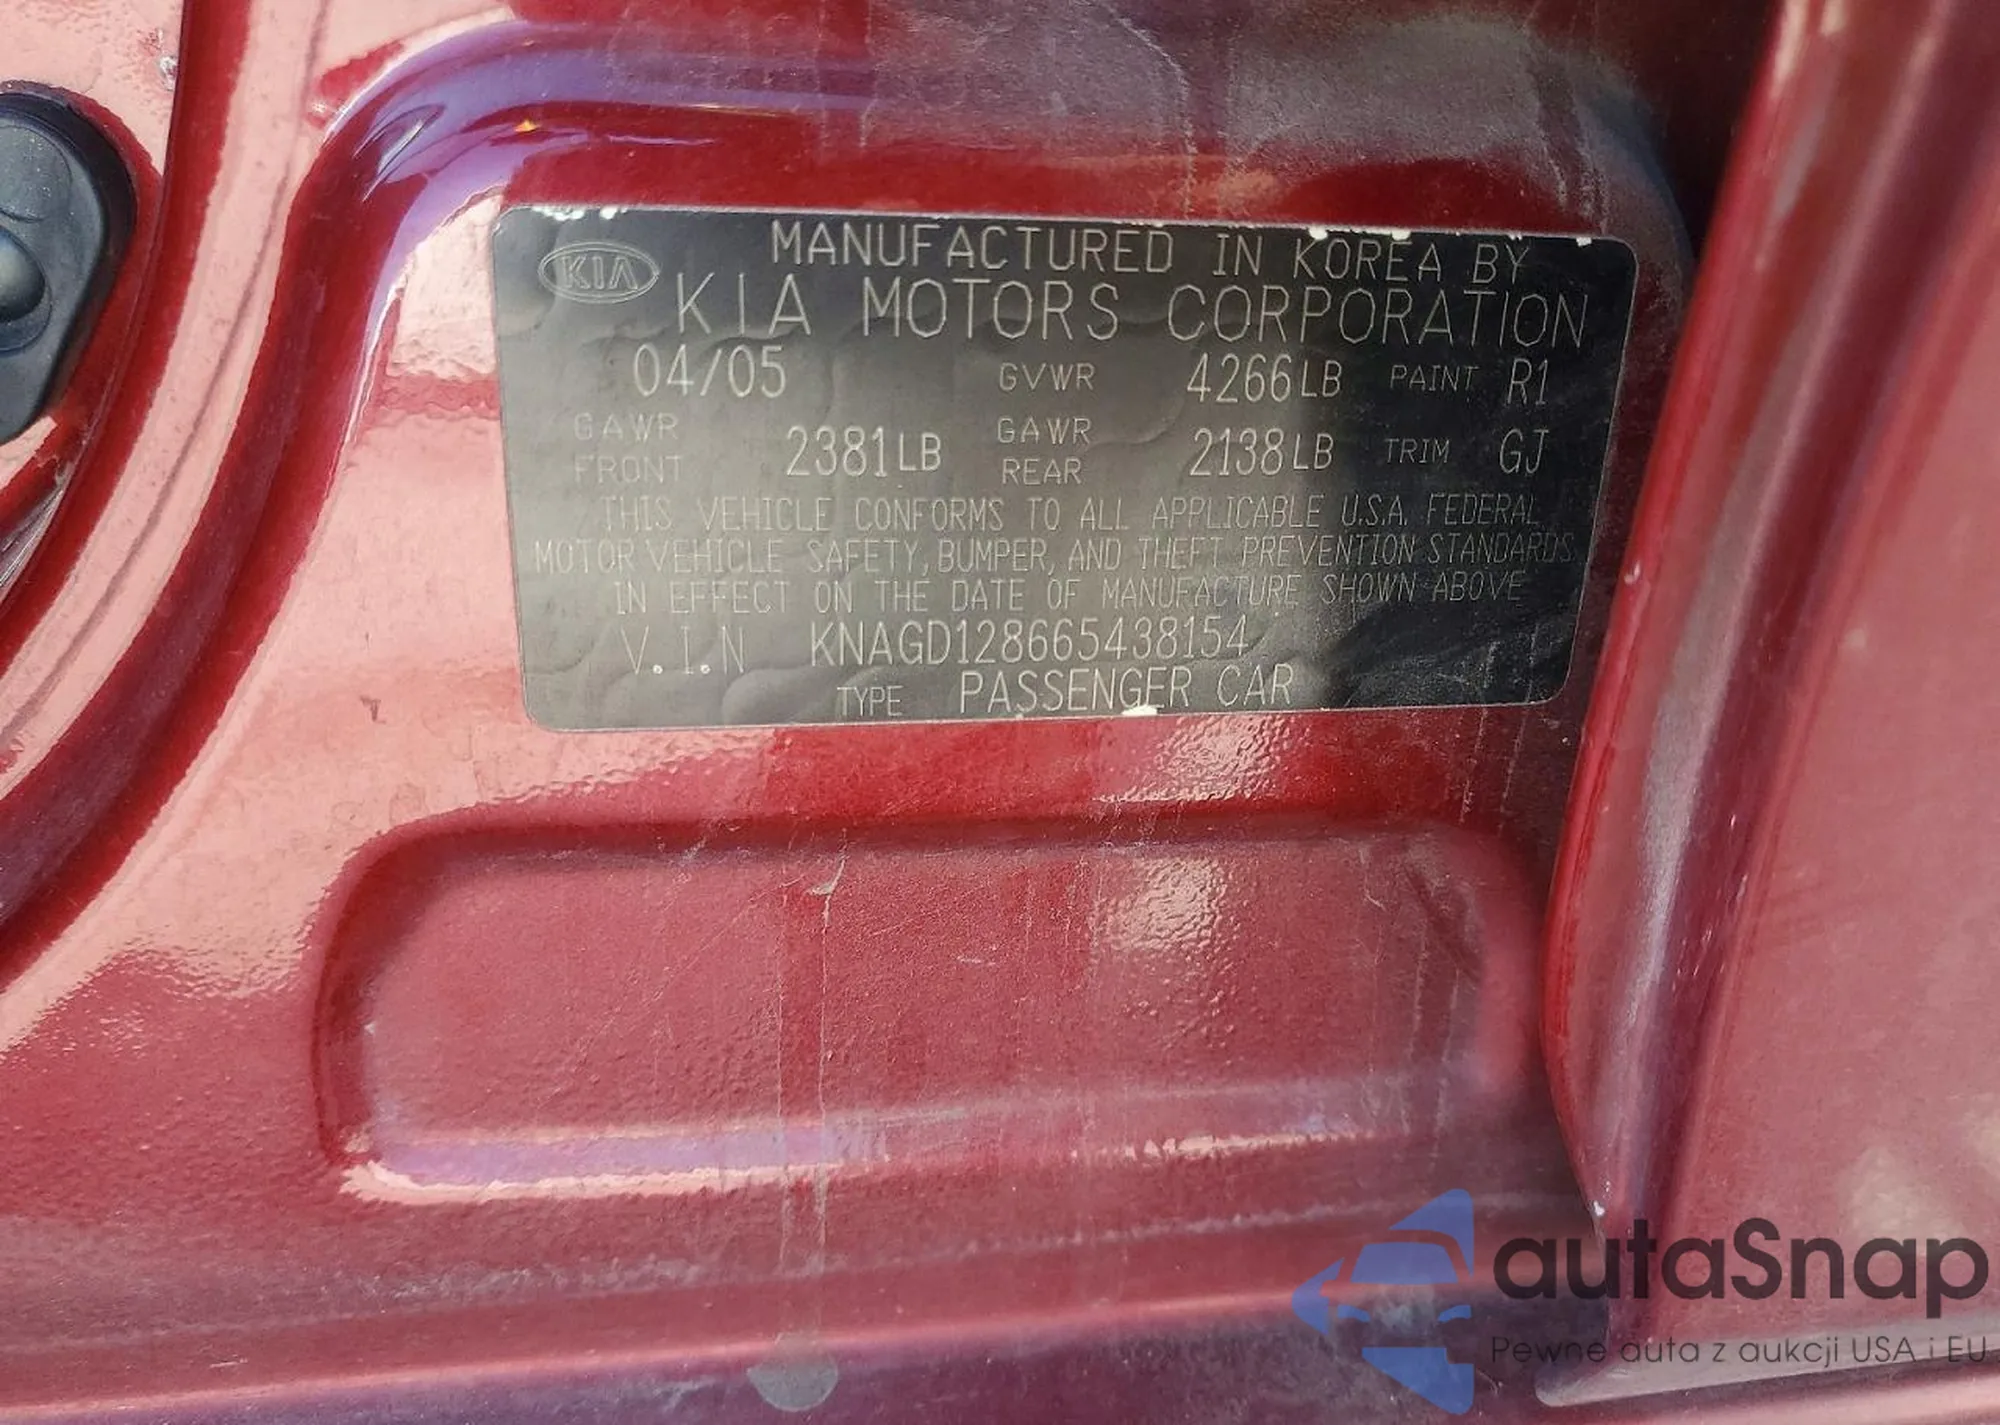 KIA
MANUFACTURED IN KOREA BY
KIA MOTORS CORPORATION
04/05 GVWR 4266LB PAINT R1
GAWR FRONT 2381LB GAWR REAR 2138LB TRIM GJ
THIS VEHICLE CONFORMS TO ALL APPLICABLE U.S.A. FEDERAL
MOTOR VEHICLE SAFETY, BUMPER, AND THEFT PREVENTION STANDARDS
IN EFFECT ON THE DATE OF MANUFACTURE SHOWN ABOVE
V.I.N KNAGD128665438154
TYPE PASSENGER CAR
autaSnap
Pewne auta z aukcji USA i EU